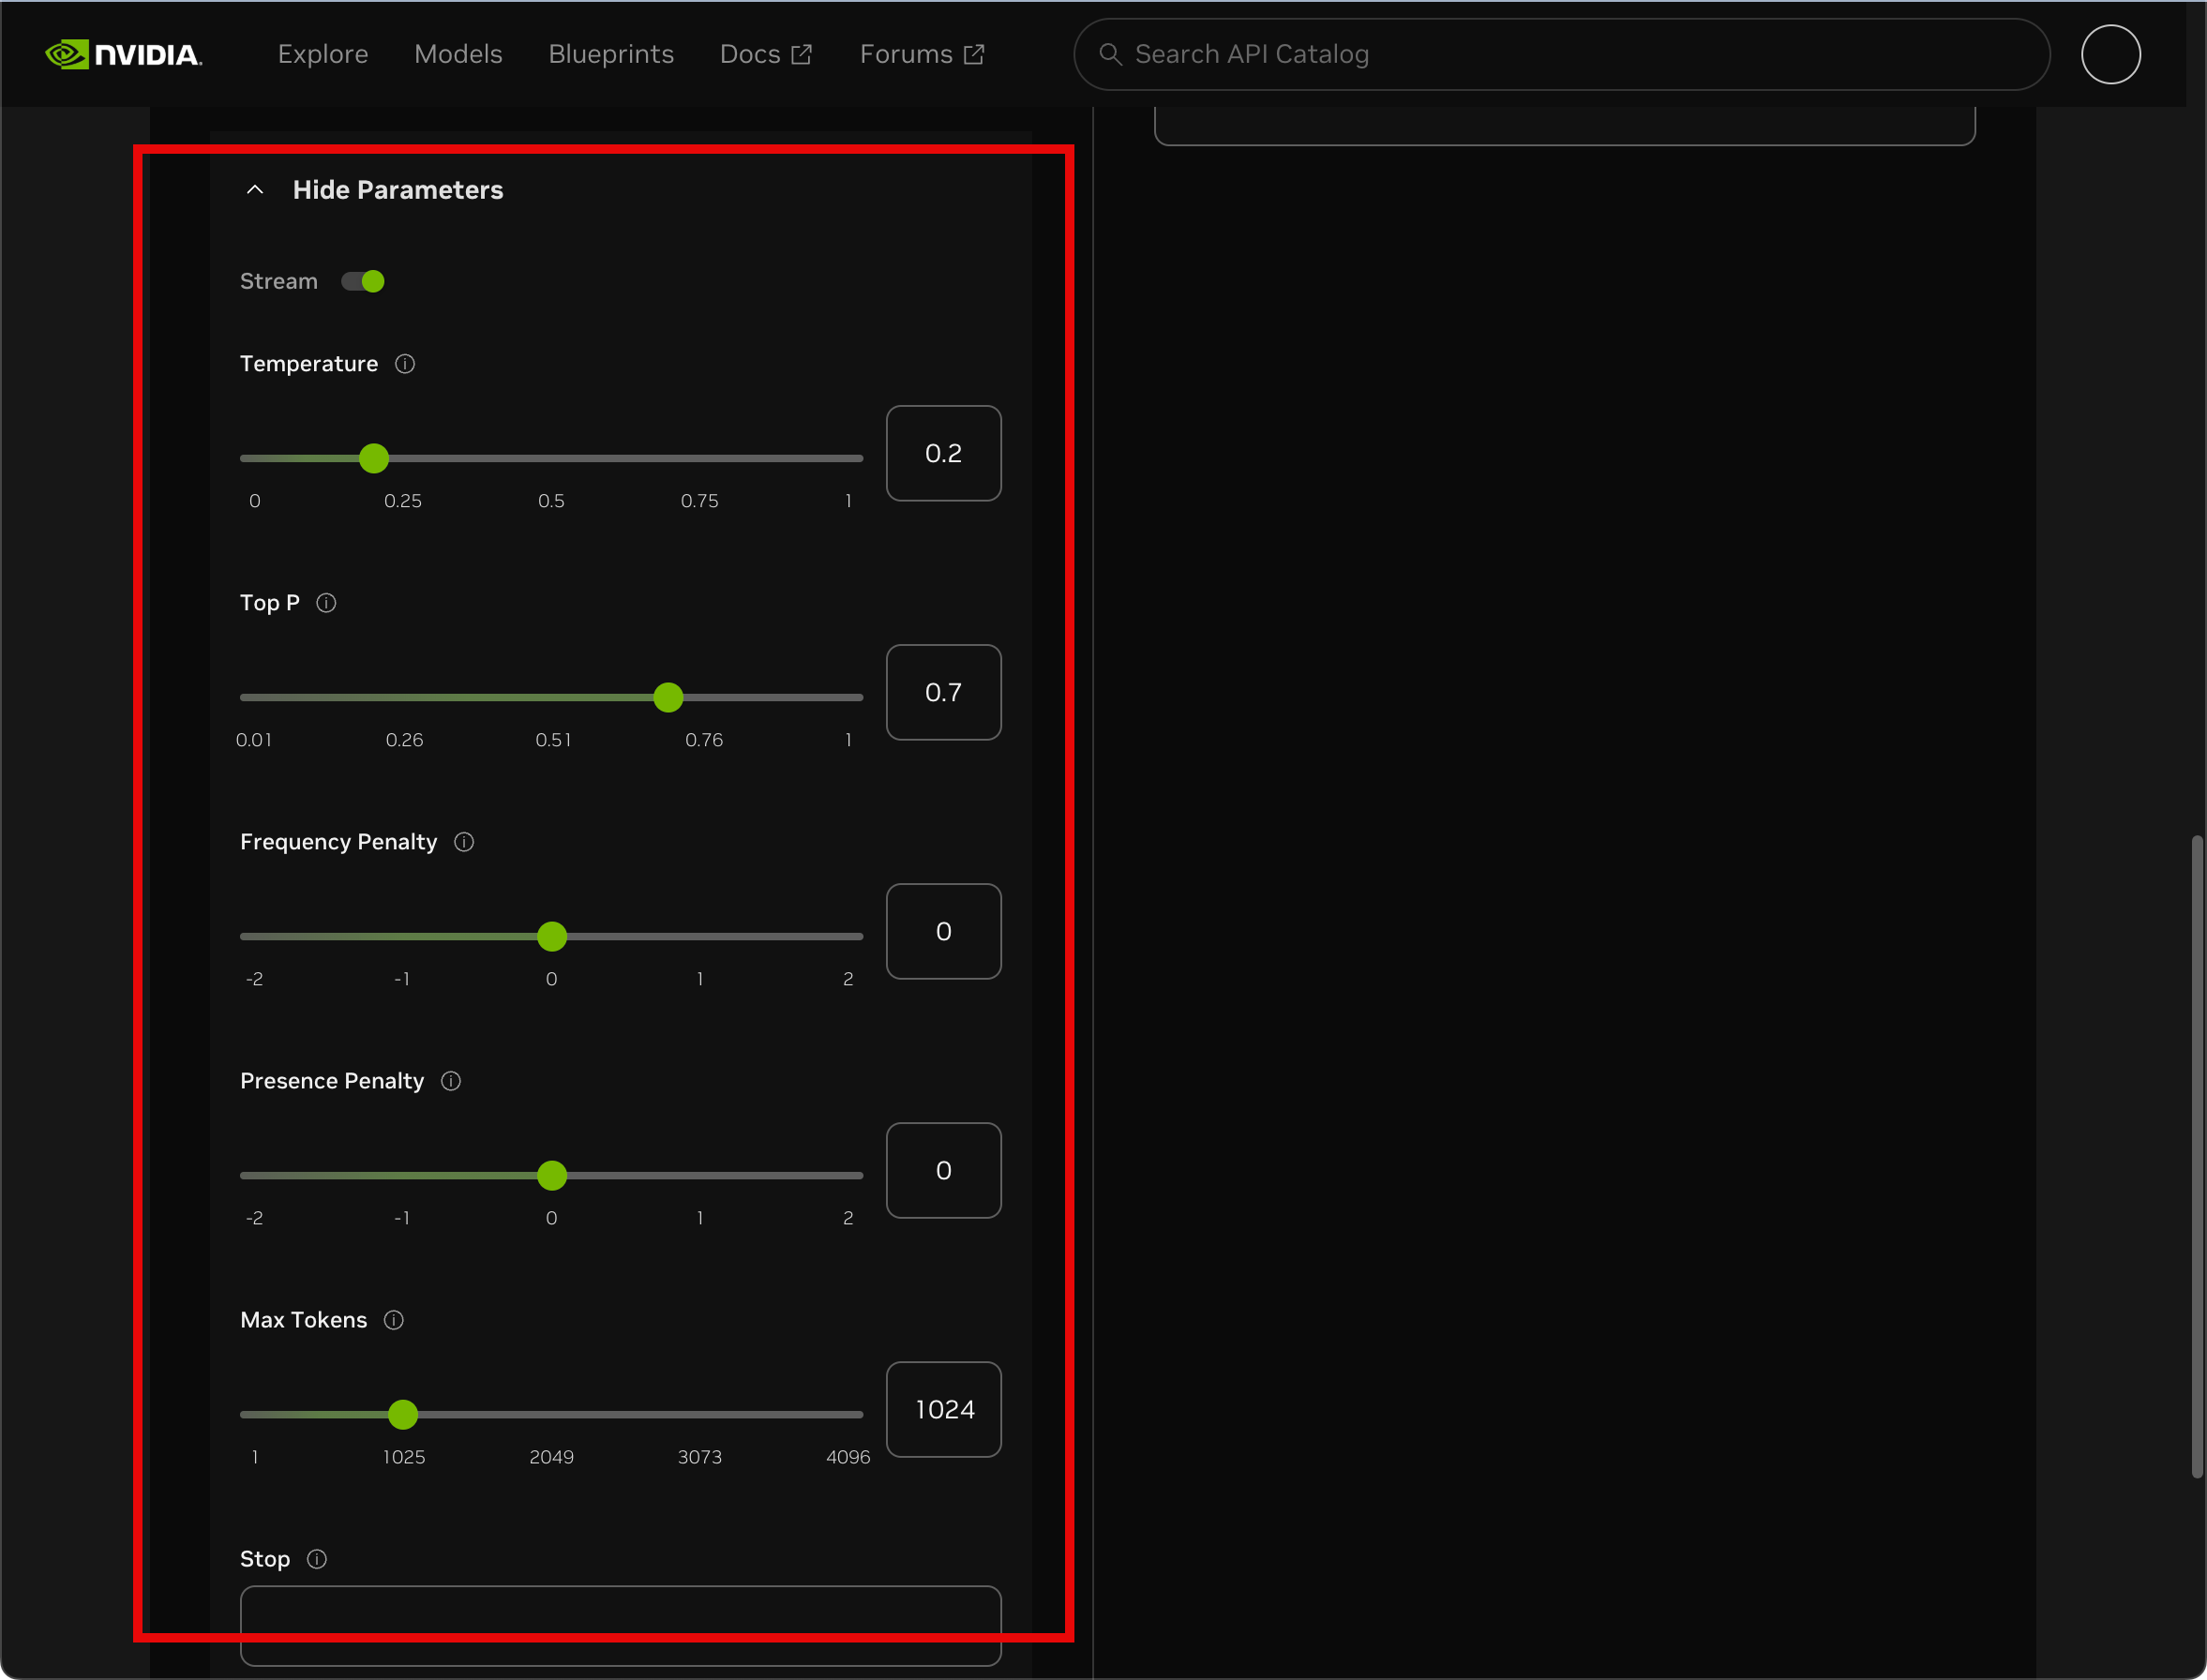 NVIDIA. Explore Models Blueprints Docs Forums Search API Catalog
Hide Parameters
Stream
Temperature
0.2
0 0.25 0.5 0.75 1
Top P
0.7
0.01 0.26 0.51 0.76 1
Frequency Penalty
0
-2 -1 0 1 2
Presence Penalty
0
-2 -1 0 1 2
Max Tokens
1024
1 1025 2049 3073 4096
Stop